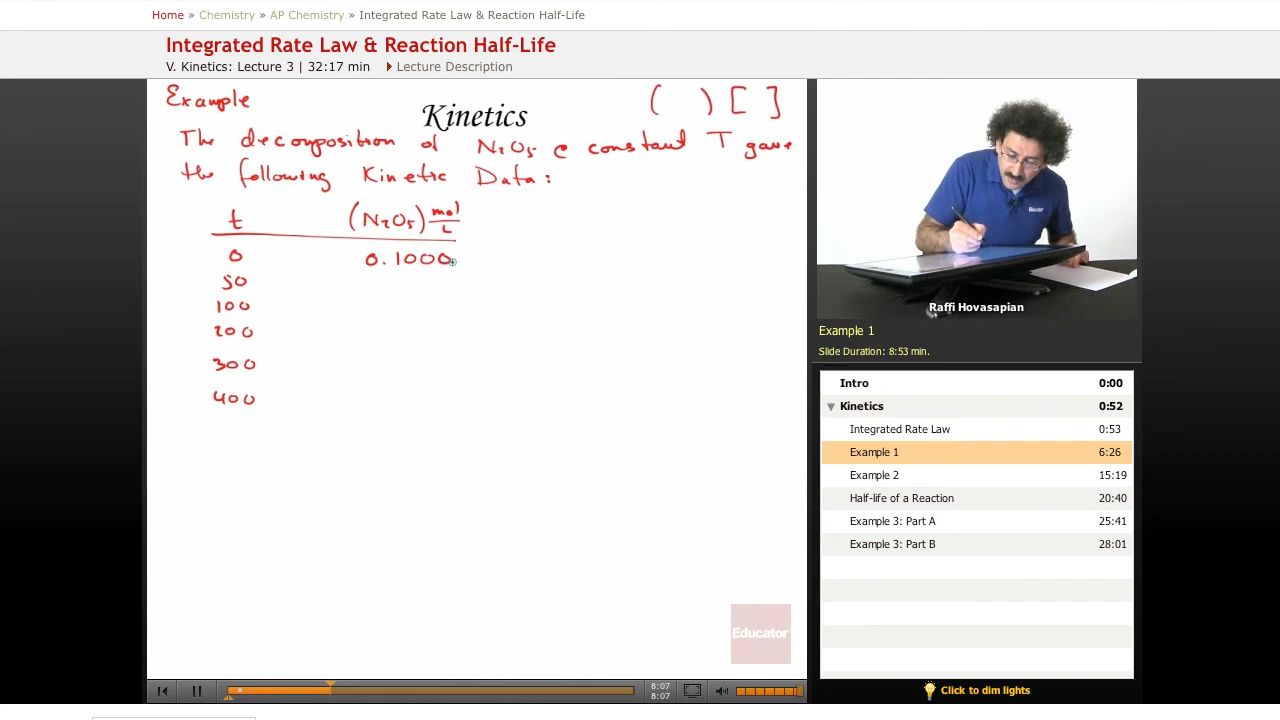 Home » Chemistry » AP Chemistry » Integrated Rate Law & Reaction Half-Life
Integrated Rate Law & Reaction Half-Life
V. Kinetics: Lecture 3 | 32:17 min Lecture Description
Example ( ) [ ]
Kinetics
The decomposition of N2O5 @ constant T gave
the following Kinetic Data:
t (N2O5) mol/L
0 0.1000
50
100
200
300
400
Educator
8:07
8:07
Educator
Raffi Hovasapian
Example 1
Slide Duration: 8:53 min.
Intro 0:00
Kinetics 0:52
Integrated Rate Law 0:53
Example 1 6:26
Example 2 15:19
Half-life of a Reaction 20:40
Example 3: Part A 25:41
Example 3: Part B 28:01
Click to dim lights